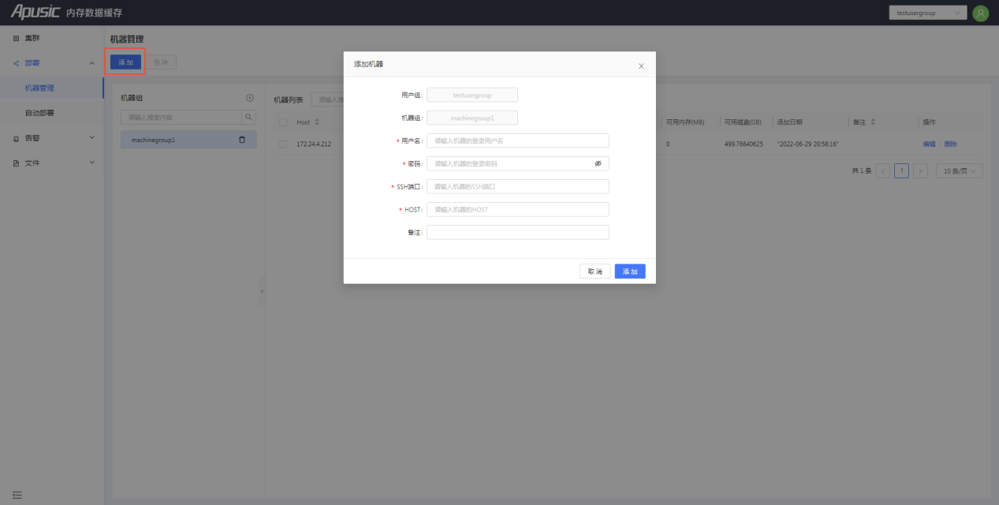 Apusic 内存数据缓存
testusergroup
集群
部署
机器管理
自动部署
告警
文件
机器管理
添 加
删 除
机器组
请输入搜索内容
machinegroup1
机器列表
请输入搜
Host
可用内存(MB)
可用磁盘(GB)
添加日期
备注
操作
172.24.4.212
0
499.76640625
"2022-06-29 20:58:16"
编辑
删除
共 1 条
1
10 条/页
添加机器
用户组:
testusergroup
机器组:
machinegroup1
* 用户名:
请输入机器的登录用户名
* 密码:
请输入机器的登录密码
* SSH端口:
请输入机器的SSH端口
* HOST:
请输入机器的HOST
备注:
取 消
添 加